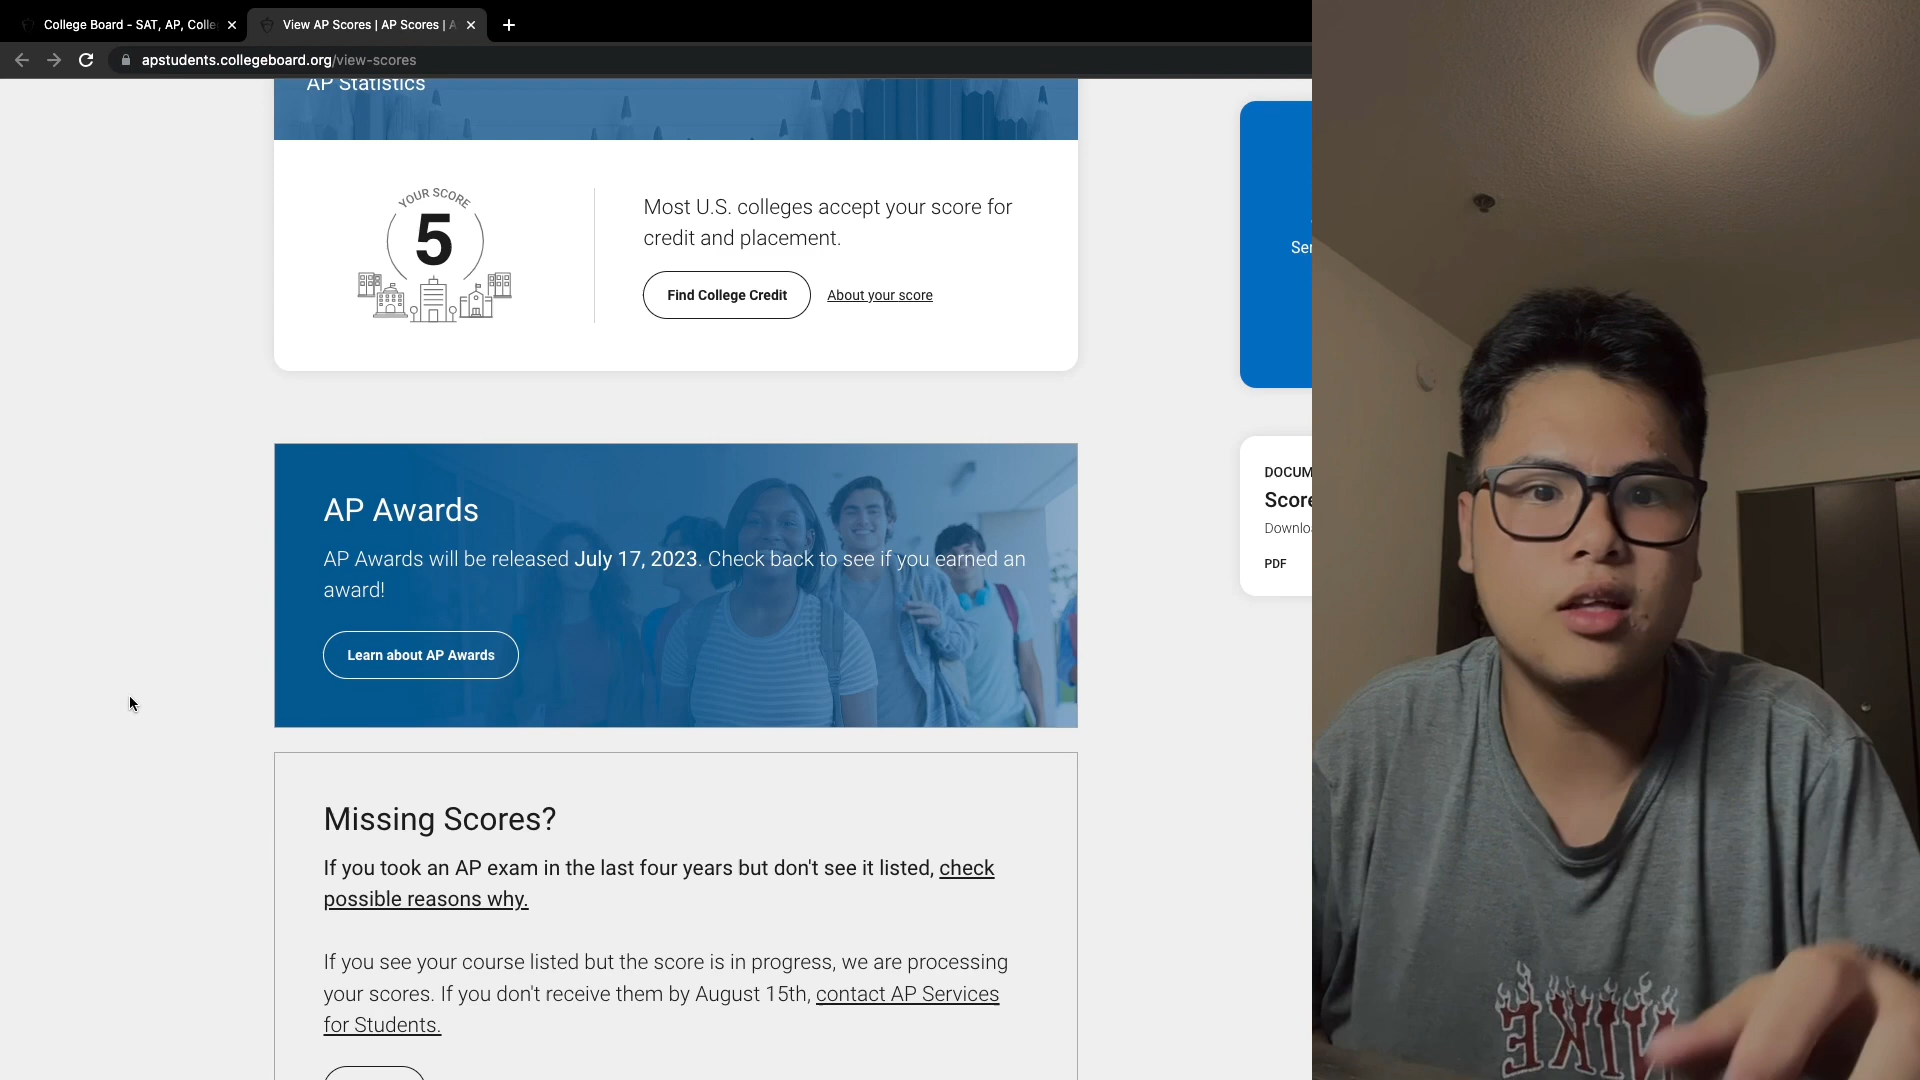 College Board - SAT, AP, Colle
View AP Scores | AP Scores | A
apstudents.collegeboard.org/view-scores
AP Statistics
YOUR SCORE
5
Most U.S. colleges accept your score for
credit and placement.
Find College Credit
About your score
Ser
AP Awards
AP Awards will be released July 17, 2023. Check back to see if you earned an
award!
Learn about AP Awards
DOCUM
Score
Downlo
PDF
Missing Scores?
If you took an AP exam in the last four years but don't see it listed, check
possible reasons why.
If you see your course listed but the score is in progress, we are processing
your scores. If you don't receive them by August 15th, contact AP Services
for Students.
NIKE